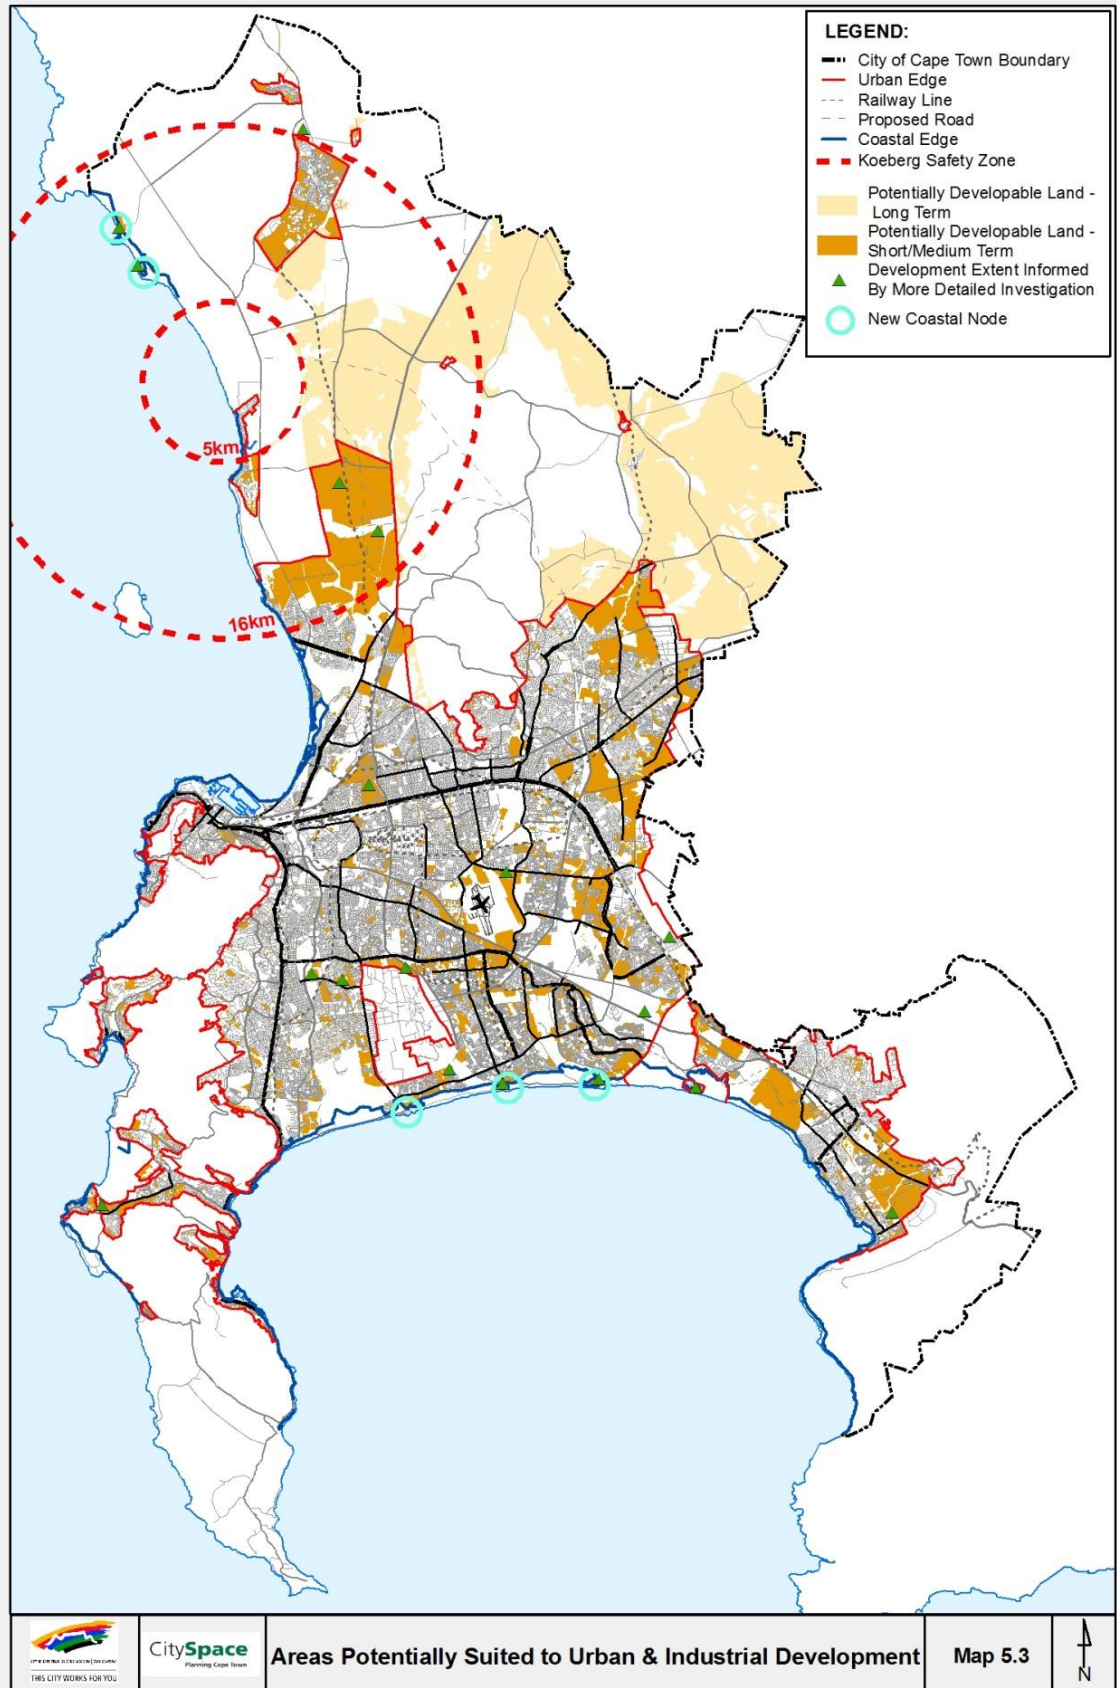 LEGEND:
City of Cape Town Boundary
Urban Edge
Railway Line
Proposed Road
Coastal Edge
Koeberg Safety Zone
Potentially Developable Land -
Long Term
Potentially Developable Land -
Short/Medium Term
Development Extent Informed
By More Detailed Investigation
New Coastal Node
5km
16km
THIS CITY WORKS FOR YOU
CitySpace
Planning Cape Town
Areas Potentially Suited to Urban & Industrial Development
Map 5.3
N